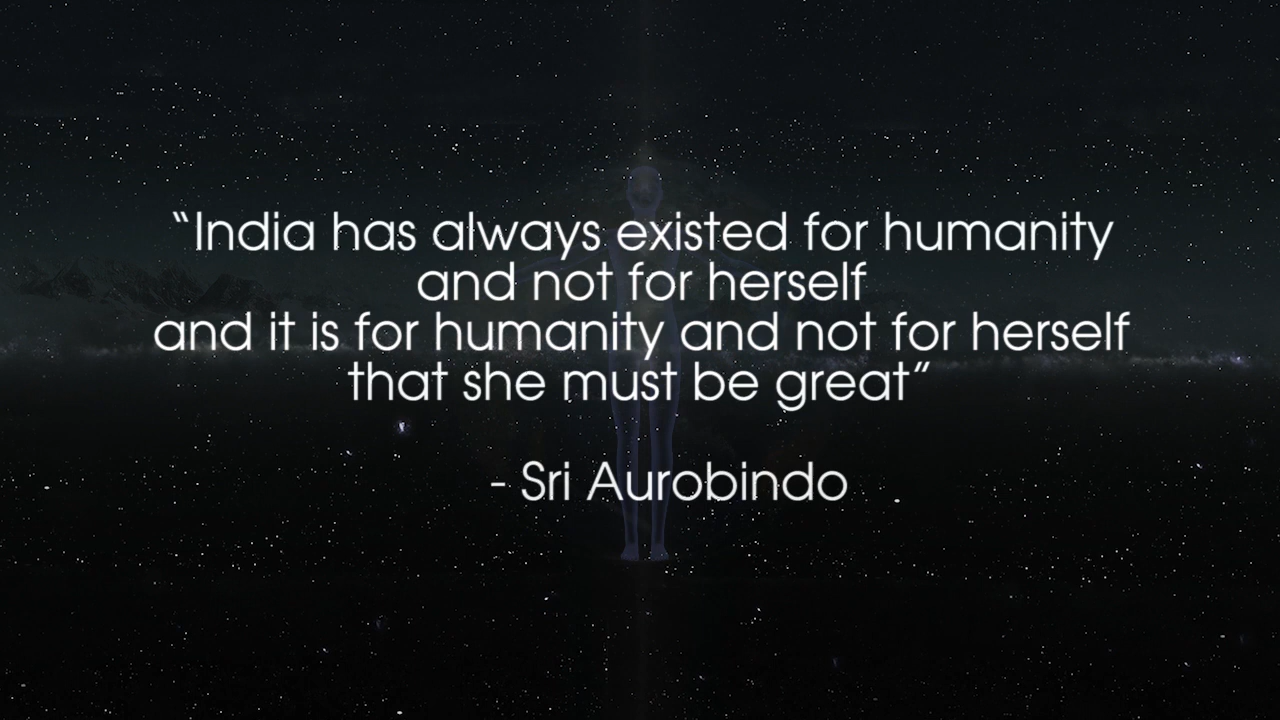 “India has always existed for humanity
and not for herself
and it is for humanity and not for herself
that she must be great”
- Sri Aurobindo